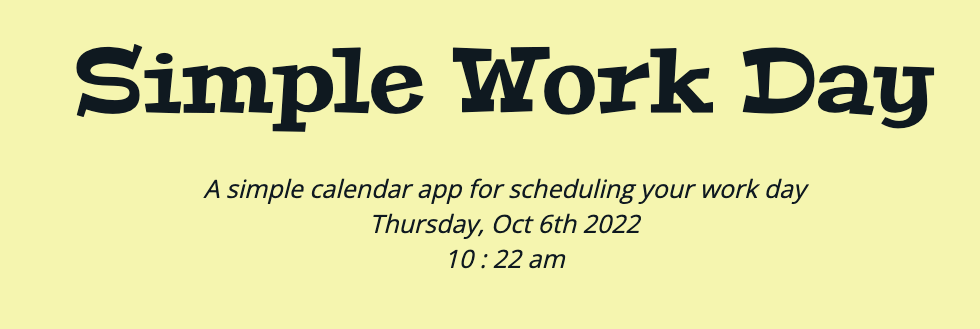 Simple Work Day
A simple calendar app for scheduling your work day
Thursday, Oct 6th 2022
10 : 22 am